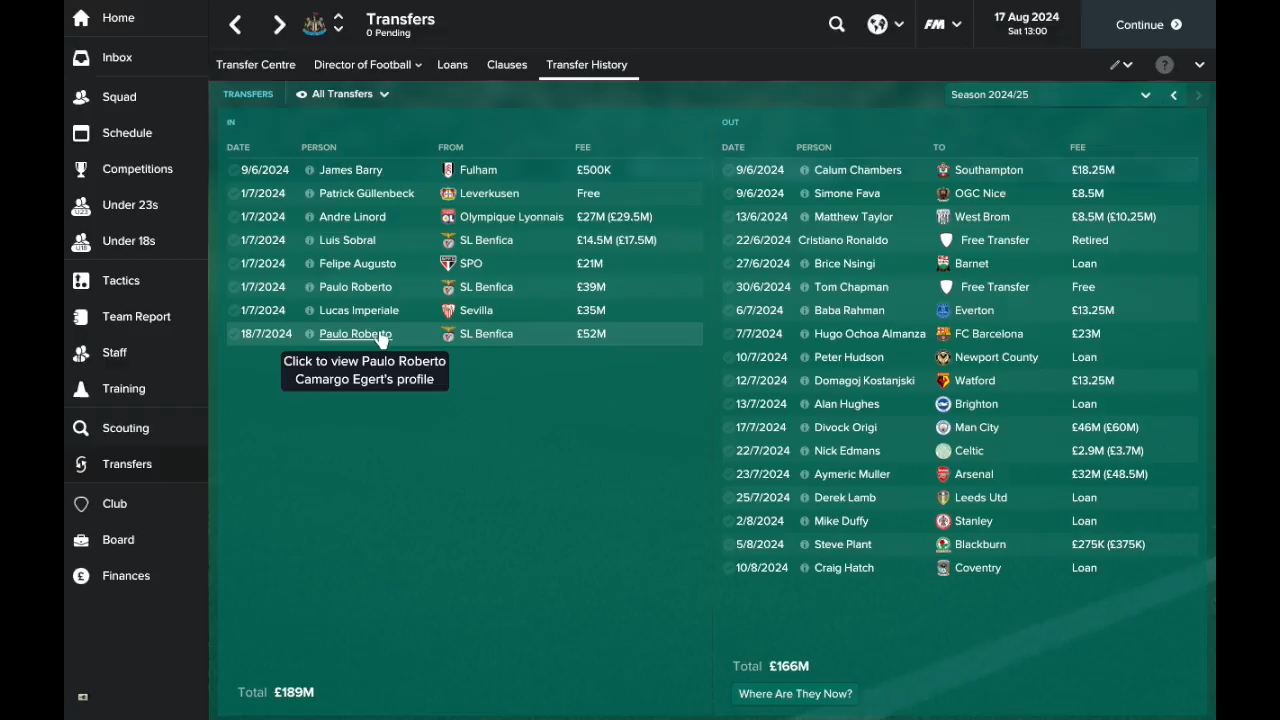 Home
Inbox
Squad
Schedule
Competitions
Under 23s
U23
Under 18s
U18
Tactics
Team Report
Staff
Training
Scouting
Transfers
Club
Board
Finances
Transfers
0 Pending
FM
17 Aug 2024
Sat 13:00
Continue
Transfer Centre Director of Football Loans Clauses Transfer History
TRANSFERS All Transfers Season 2024/25
IN
DATE PERSON FROM FEE
9/6/2024 James Barry Fulham £500K
1/7/2024 Patrick Güllenbeck Leverkusen Free
1/7/2024 Andre Linord Olympique Lyonnais £27M (£29.5M)
1/7/2024 Luis Sobral SL Benfica £14.5M (£17.5M)
1/7/2024 Felipe Augusto SPO £21M
1/7/2024 Paulo Roberto SL Benfica £39M
1/7/2024 Lucas Imperiale Sevilla £35M
18/7/2024 Paulo Roberto SL Benfica £52M
Click to view Paulo Roberto
Camargo Egert's profile
Total £189M
OUT
DATE PERSON TO FEE
9/6/2024 Calum Chambers Southampton £18.25M
9/6/2024 Simone Fava OGC Nice £8.5M
13/6/2024 Matthew Taylor West Brom £8.5M (£10.25M)
22/6/2024 Cristiano Ronaldo Free Transfer Retired
27/6/2024 Brice Nsingi Barnet Loan
30/6/2024 Tom Chapman Free Transfer Free
6/7/2024 Baba Rahman Everton £13.25M
7/7/2024 Hugo Ochoa Almanza FC Barcelona £23M
10/7/2024 Peter Hudson Newport County Loan
12/7/2024 Domagoj Kostanjski Watford £13.25M
13/7/2024 Alan Hughes Brighton Loan
17/7/2024 Divock Origi Man City £46M (£60M)
22/7/2024 Nick Edmans Celtic £2.9M (£3.7M)
23/7/2024 Aymeric Muller Arsenal £32M (£48.5M)
25/7/2024 Derek Lamb Leeds Utd Loan
2/8/2024 Mike Duffy Stanley Loan
5/8/2024 Steve Plant Blackburn £275K (£375K)
10/8/2024 Craig Hatch Coventry Loan
Total £166M
Where Are They Now?